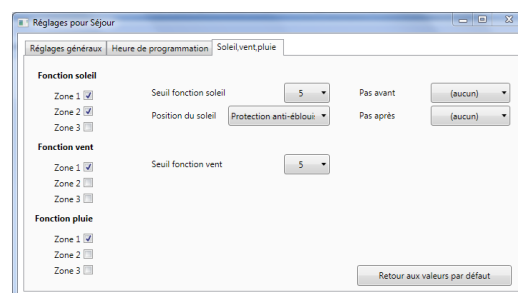 Réglages pour Séjour
Réglages généraux Heure de programmation Soleil,vent,pluie
Fonction soleil
Zone 1 Seuil fonction soleil 5 Pas avant (aucun)
Zone 2 Position du soleil Protection anti-éblouir Pas après (aucun)
Zone 3
Fonction vent
Zone 1 Seuil fonction vent 5
Zone 2
Zone 3
Fonction pluie
Zone 1
Zone 2
Zone 3
Retour aux valeurs par défaut